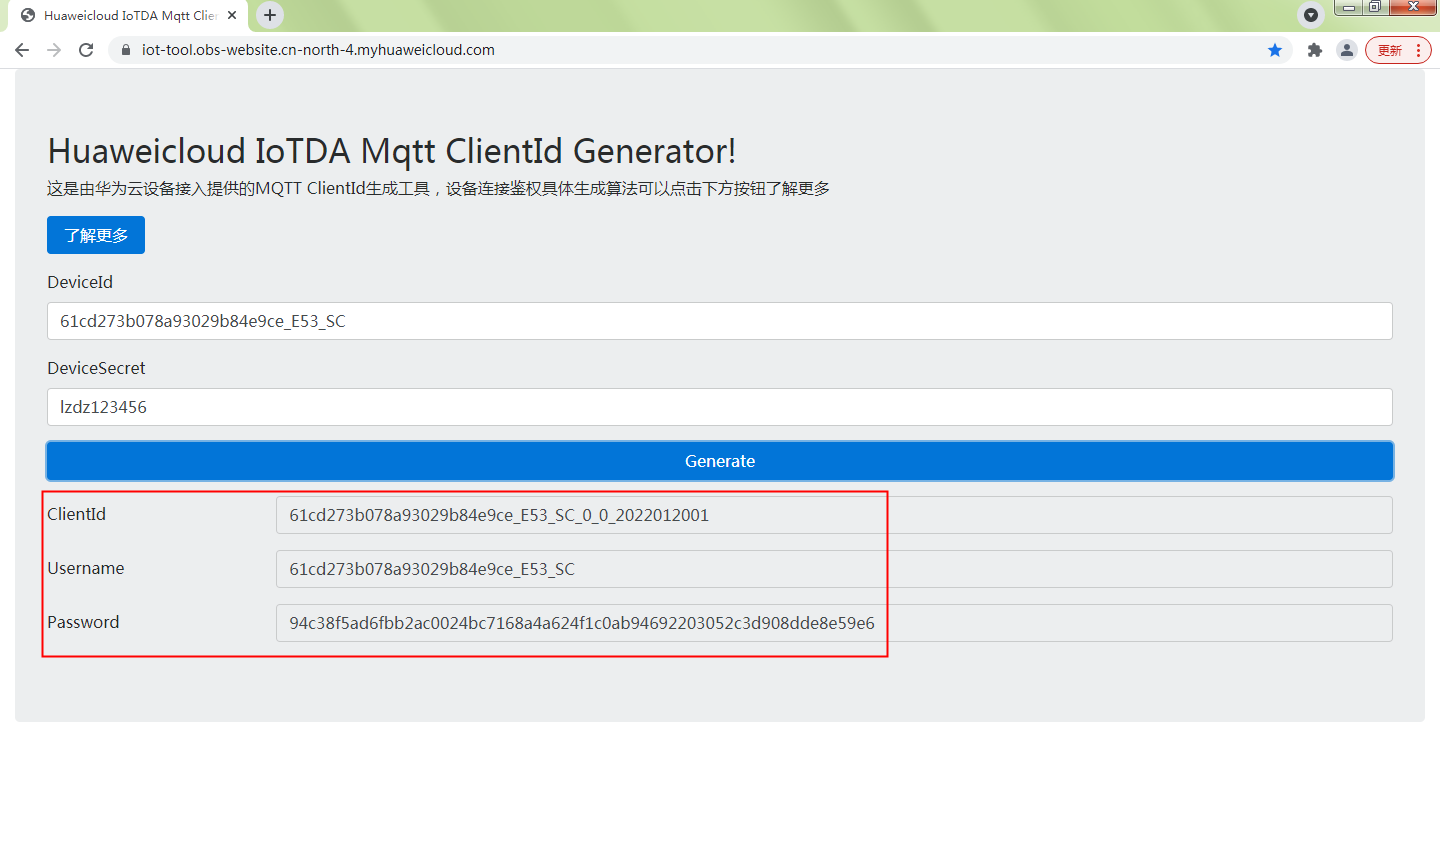 Huaweicloud IoTDA Mqtt Clier
iot-tool.obs-website.cn-north-4.myhuaweicloud.com
更新
Huaweicloud IoTDA Mqtt ClientId Generator!
这是由华为云设备接入提供的MQTT ClientId生成工具，设备连接鉴权具体生成算法可以点击下方按钮了解更多
了解更多
DeviceId
61cd273b078a93029b84e9ce_E53_SC
DeviceSecret
lzdz123456
Generate
ClientId 61cd273b078a93029b84e9ce_E53_SC_0_0_2022012001
Username 61cd273b078a93029b84e9ce_E53_SC
Password 94c38f5ad6fbb2ac0024bc7168a4a624f1c0ab94692203052c3d908dde8e59e6